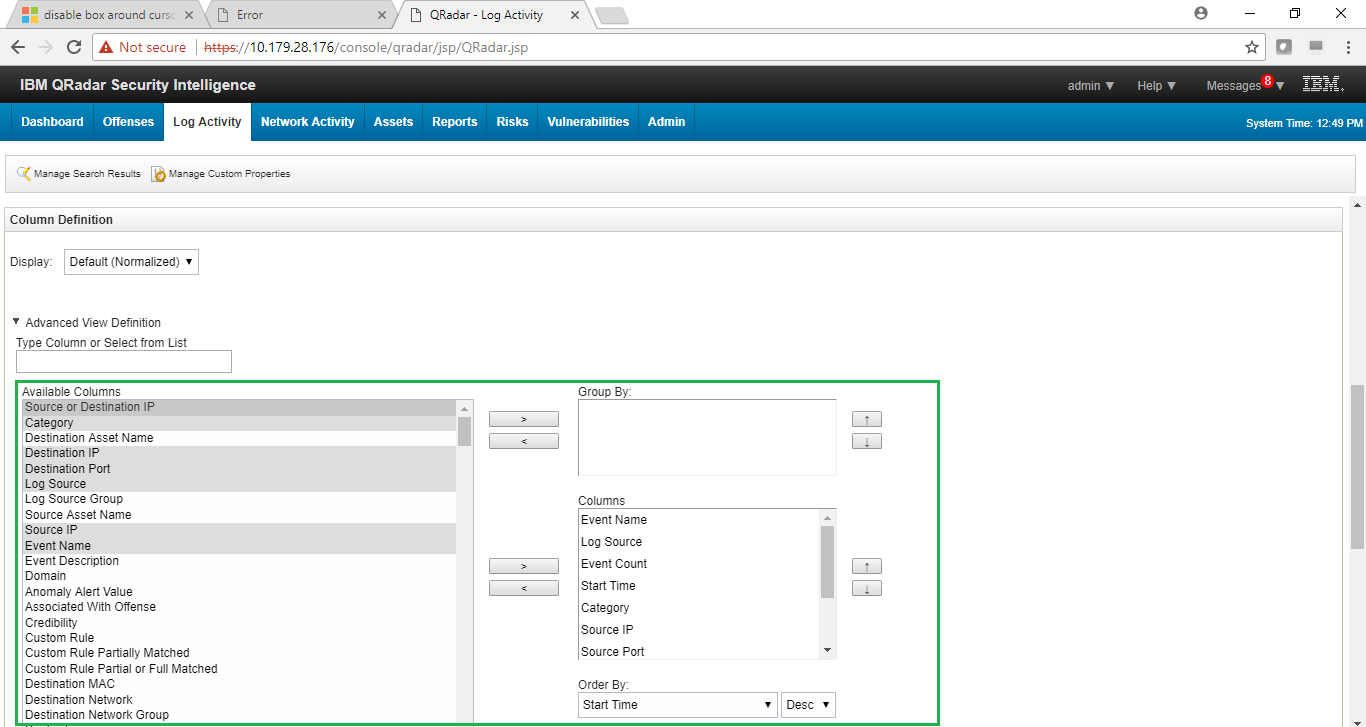 disable box around curso
Error
QRadar - Log Activity
Not secure https://10.179.28.176/console/qradar/jsp/QRadar.jsp
IBM QRadar Security Intelligence
admin ▼ Help ▼ Messages 8 ▼ IBM.
Dashboard Offenses Log Activity Network Activity Assets Reports Risks Vulnerabilities Admin System Time: 12:49 PM
Manage Search Results Manage Custom Properties
Column Definition
Display: Default (Normalized) ▼
▼ Advanced View Definition
Type Column or Select from List
Available Columns
Source or Destination IP
Category
Destination Asset Name
Destination IP
Destination Port
Log Source
Log Source Group
Source Asset Name
Source IP
Event Name
Event Description
Domain
Anomaly Alert Value
Associated With Offense
Credibility
Custom Rule
Custom Rule Partially Matched
Custom Rule Partial or Full Matched
Destination MAC
Destination Network
Destination Network Group
>
<
Group By:
↑
↓
>
<
Columns
Event Name
Log Source
Event Count
Start Time
Category
Source IP
Source Port
↑
↓
Order By:
Start Time ▼ Desc ▼